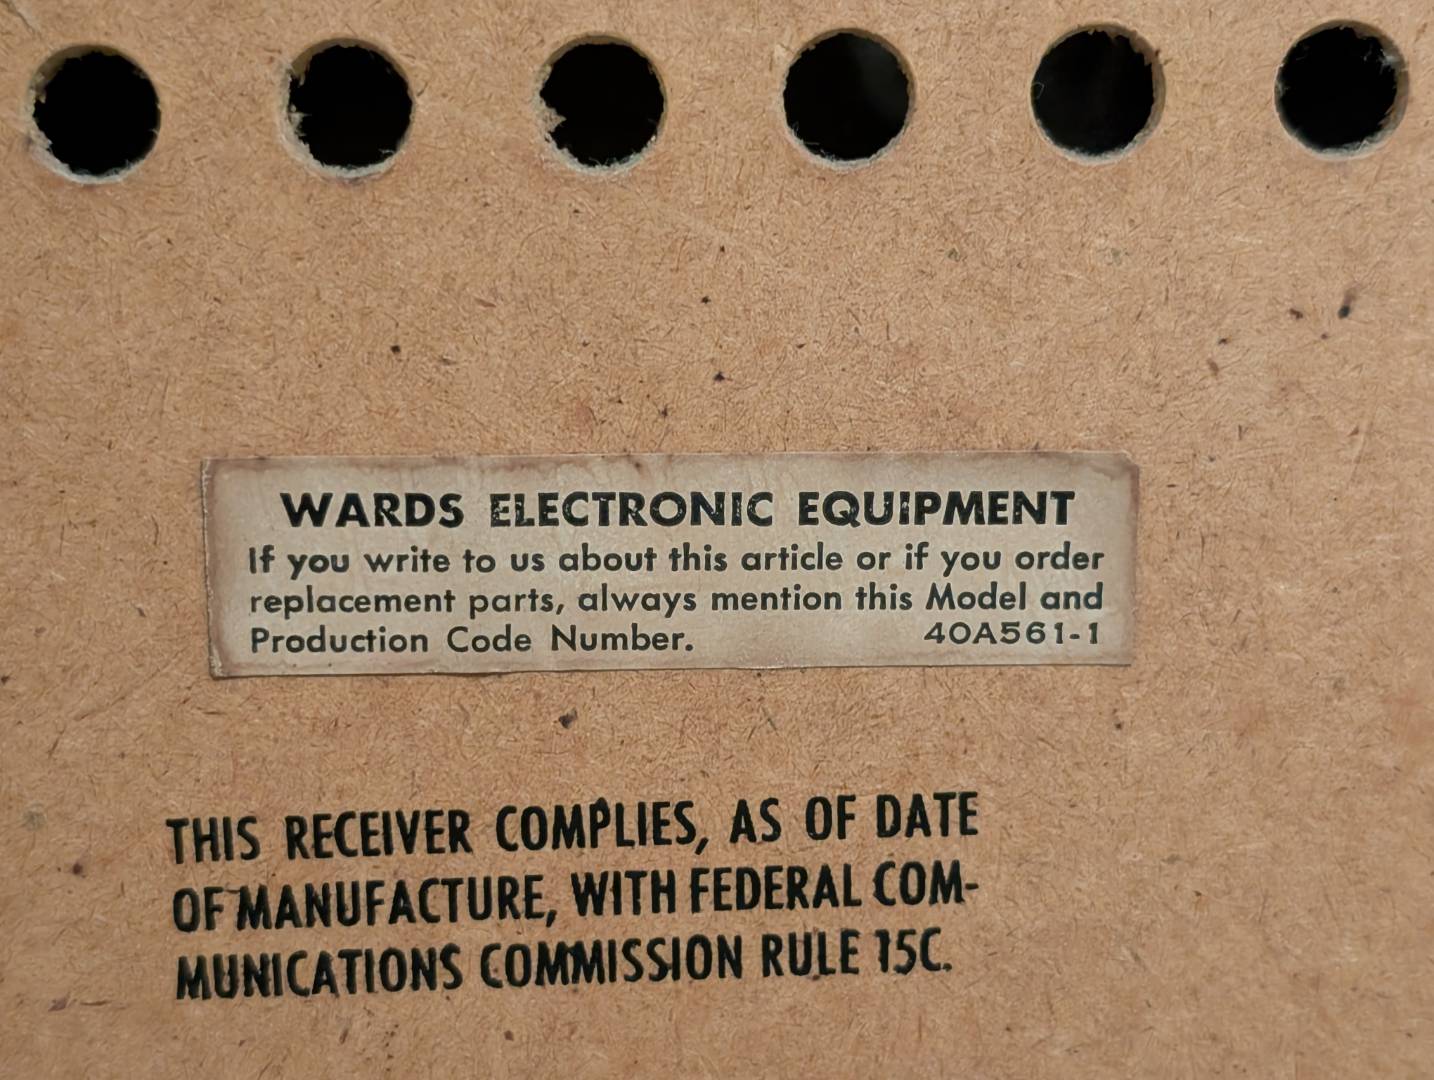 WARDS ELECTRONIC EQUIPMENT
If you write to us about this article or if you order
replacement parts, always mention this Model and
Production Code Number. 40A561-1
THIS RECEIVER COMPLIES, AS OF DATE
OF MANUFACTURE, WITH FEDERAL COM-
MUNICATIONS COMMISSION RULE 15C.